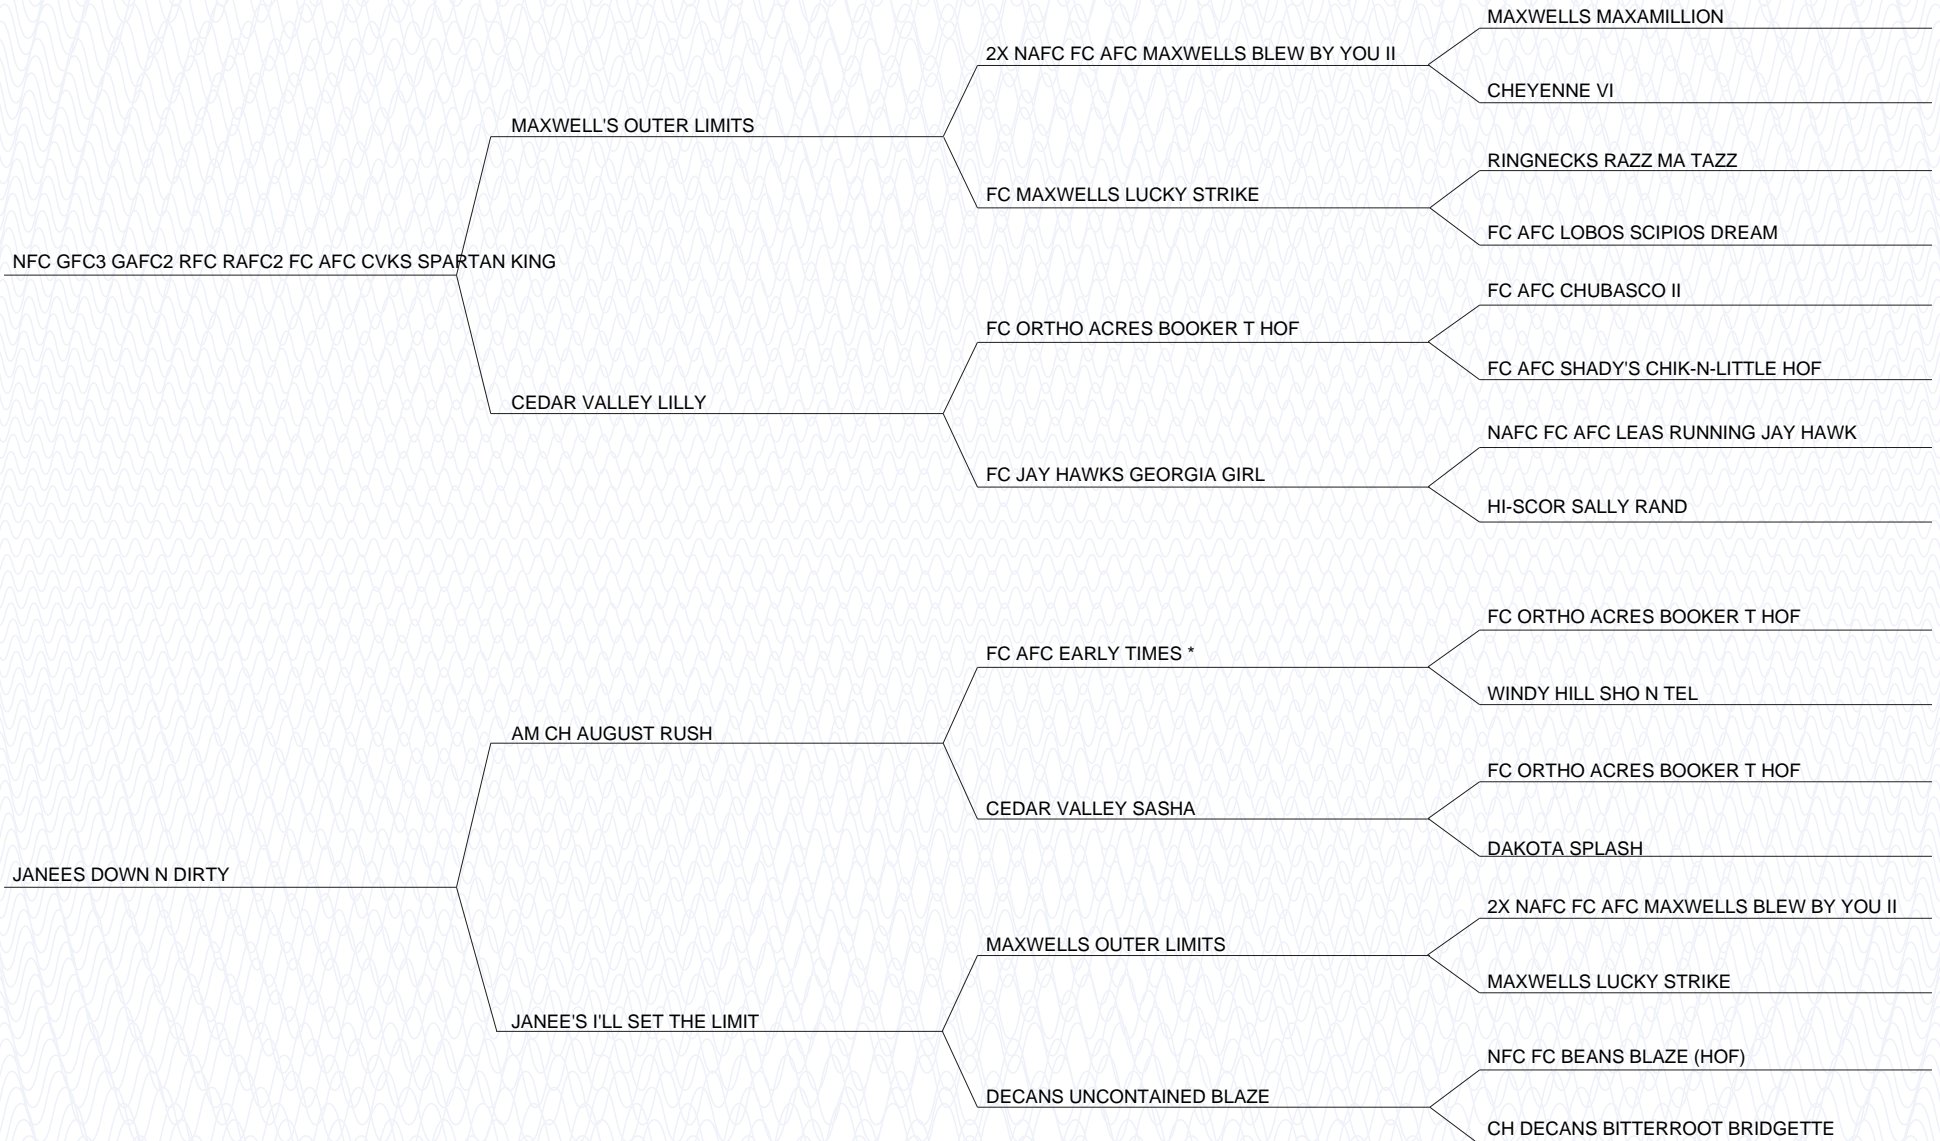 MAXWELLS MAXAMILLION
2X NAFC FC AFC MAXWELLS BLEW BY YOU II
CHEYENNE VI
MAXWELL'S OUTER LIMITS
RINGNECKS RAZZ MA TAZZ
FC MAXWELLS LUCKY STRIKE
FC AFC LOBOS SCIPIOS DREAM
NFC GFC3 GAFC2 RFC RAFC2 FC AFC CVKS SPARTAN KING
FC AFC CHUBASCO II
FC ORTHO ACRES BOOKER T HOF
FC AFC SHADY'S CHIK-N-LITTLE HOF
CEDAR VALLEY LILLY
NAFC FC AFC LEAS RUNNING JAY HAWK
FC JAY HAWKS GEORGIA GIRL
HI-SCOR SALLY RAND
FC ORTHO ACRES BOOKER T HOF
FC AFC EARLY TIMES *
WINDY HILL SHO N TEL
AM CH AUGUST RUSH
FC ORTHO ACRES BOOKER T HOF
CEDAR VALLEY SASHA
DAKOTA SPLASH
JANEES DOWN N DIRTY
2X NAFC FC AFC MAXWELLS BLEW BY YOU II
MAXWELLS OUTER LIMITS
MAXWELLS LUCKY STRIKE
JANEE'S I'LL SET THE LIMIT
NFC FC BEANS BLAZE (HOF)
DECANS UNCONTAINED BLAZE
CH DECANS BITTERROOT BRIDGETTE